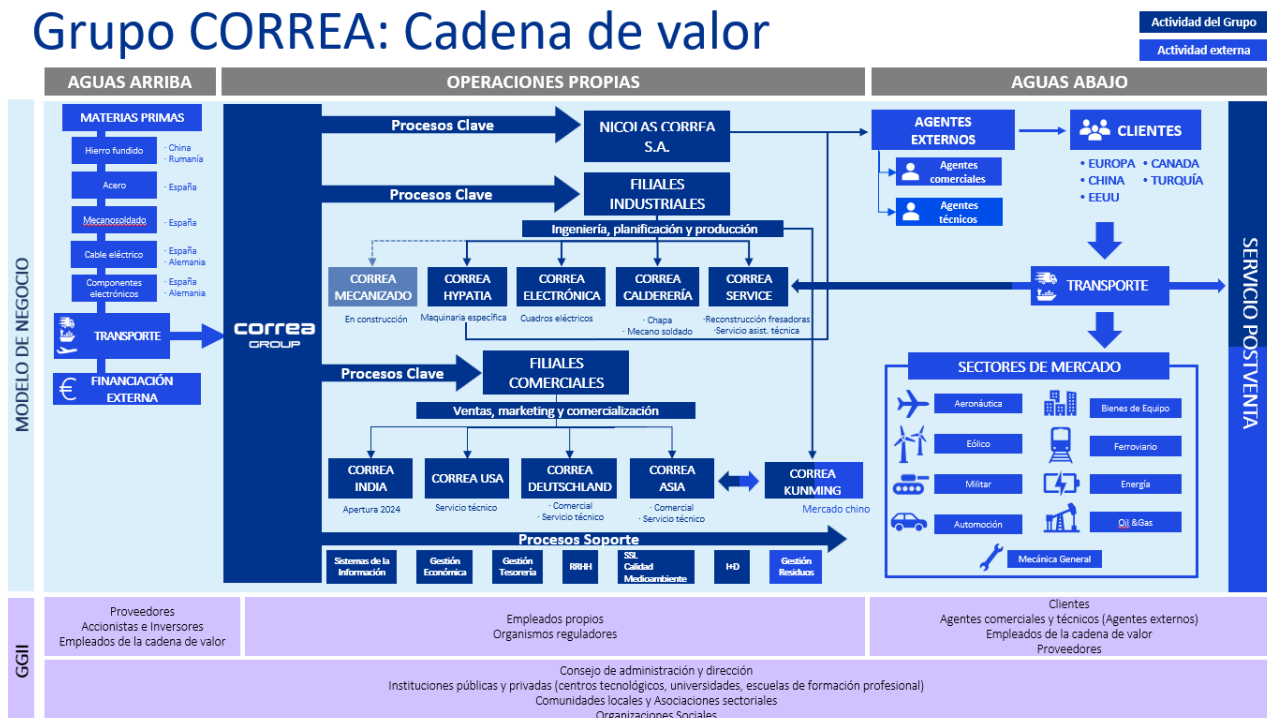 Grupo CORREA: Cadena de valor
Actividad del Grupo
Actividad externa
AGUAS ARRIBA
OPERACIONES PROPIAS
AGUAS ABAJO
MODELO DE NEGOCIO
MATERIAS PRIMAS
Hierro fundido
· China
· Rumanía
Acero
· España
Mecanosoldado
· España
Cable eléctrico
· España
· Alemania
Componentes
electrónicos
· España
· Alemania
TRANSPORTE
€ FINANCIACIÓN
EXTERNA
correa
GROUP
Procesos Clave
NICOLAS CORREA
S.A.
Procesos Clave
FILIALES
INDUSTRIALES
Ingeniería, planificación y producción
CORREA
MECANIZADO
En construcción
CORREA
HYPATIA
Maquinaria específica
CORREA
ELECTRÓNICA
Cuadros eléctricos
CORREA
CALDERERÍA
· Chapa
· Mecano soldado
CORREA
SERVICE
·Reconstrucción fresadoras
·Servicio asist. técnica
Procesos Clave
FILIALES
COMERCIALES
Ventas, marketing y comercialización
CORREA
INDIA
Apertura 2024
CORREA USA
Servicio técnico
CORREA
DEUTSCHLAND
· Comercial
· Servicio técnico
CORREA
ASIA
· Comercial
· Servicio técnico
CORREA
KUNMING
Mercado chino
Procesos Soporte
Sistemas de la
Información
Gestión
Económica
Gestión
Tesorería
RRHH
SSL
Calidad
Medioambiente
I+D
Gestión
Residuos
AGENTES
EXTERNOS
Agentes
comerciales
Agentes
técnicos
CLIENTES
• EUROPA • CANADA
• CHINA • TURQUÍA
• EEUU
TRANSPORTE
SECTORES DE MERCADO
Aeronáutica
Bienes de Equipo
Eólico
Ferroviario
Militar
Energía
Automoción
Oil &Gas
Mecánica General
SERVICIO POSTVENTA
GGII
Proveedores
Accionistas e Inversores
Empleados de la cadena de valor
Empleados propios
Organismos reguladores
Clientes
Agentes comerciales y técnicos (Agentes externos)
Empleados de la cadena de valor
Proveedores
Consejo de administración y dirección
Instituciones públicas y privadas (centros tecnológicos, universidades, escuelas de formación profesional)
Comunidades locales y Asociaciones sectoriales
Organizaciones Sociales